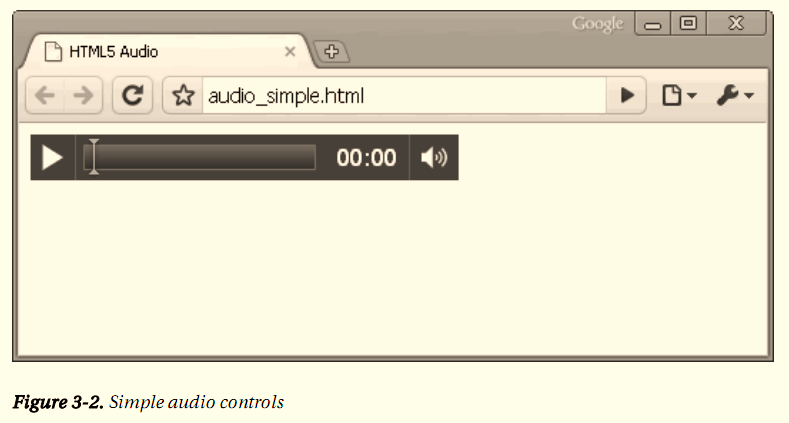 Google
HTML5 Audio
audio_simple.html
00:00
Figure 3-2. Simple audio controls